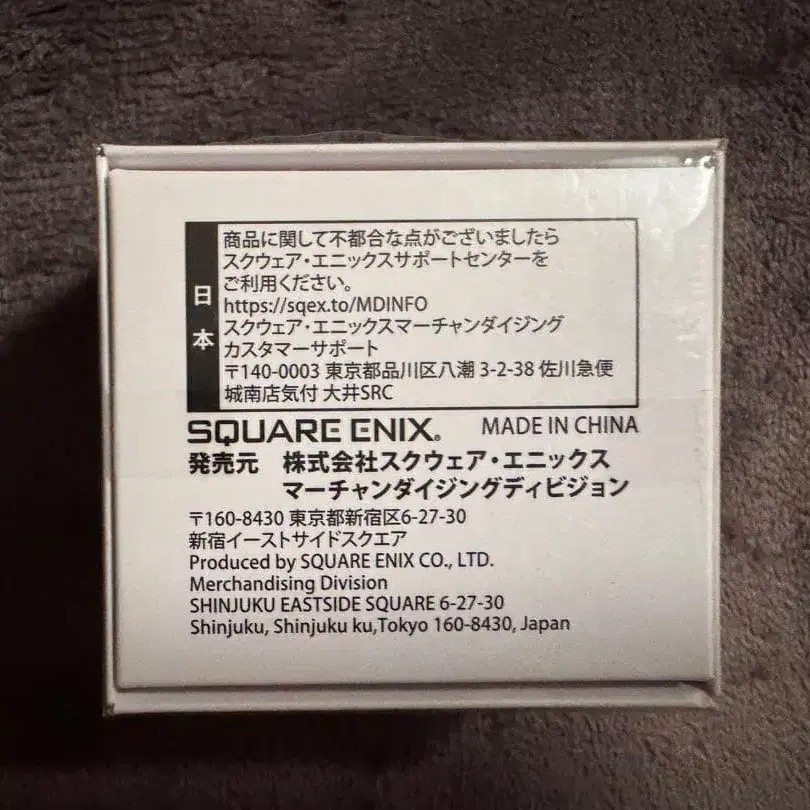 日本
商品に関して不都合な点がございましたら
スクウェア・エニックスサポートセンターを
ご利用ください。
https://sqex.to/MDINFO
スクウェア・エニックスマーチャンダイジング
カスタマーサポート
〒140-0003 東京都品川区八潮 3-2-38 佐川急便
城南店気付 大井SRC
SQUARE ENIX® MADE IN CHINA
発売元 株式会社スクウェア・エニックス
マーチャンダイジングディビジョン
〒160-8430 東京都新宿区6-27-30
新宿イーストサイドスクエア
Produced by SQUARE ENIX CO., LTD.
Merchandising Division
SHINJUKU EASTSIDE SQUARE 6-27-30
Shinjuku, Shinjuku ku,Tokyo 160-8430, Japan